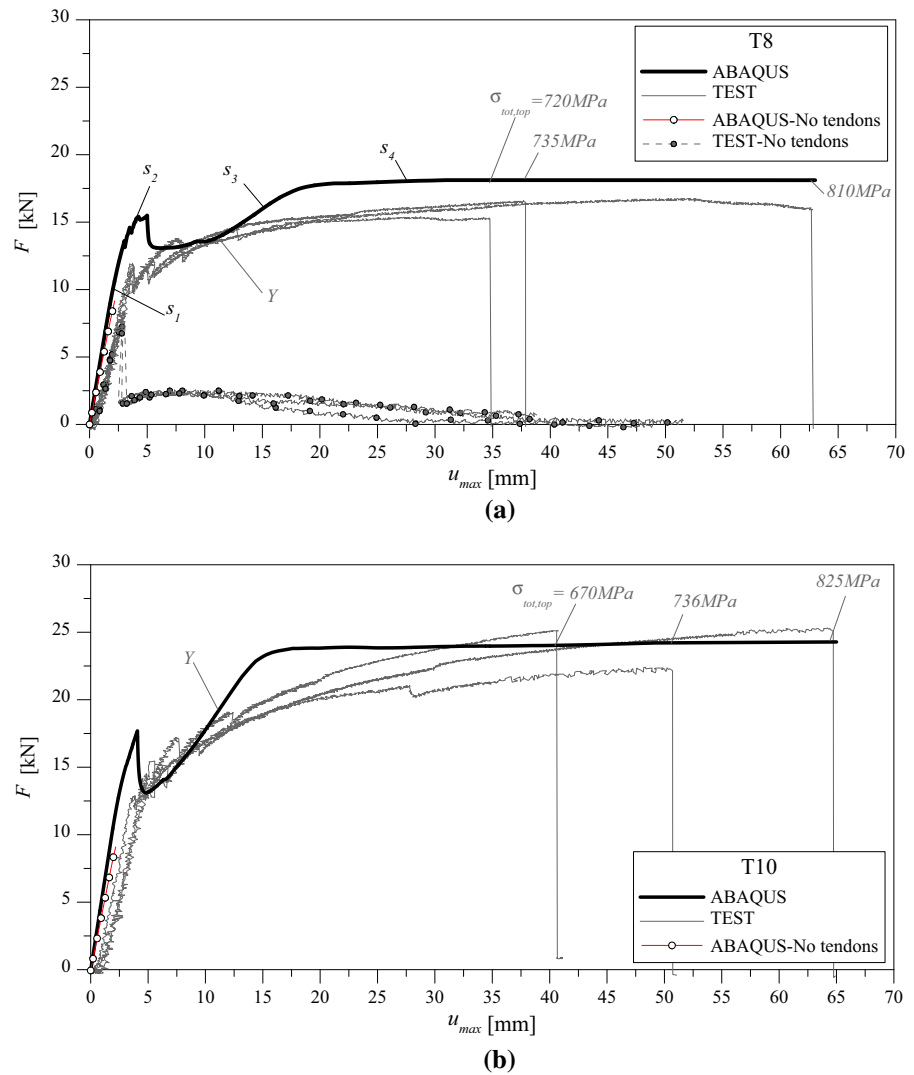 30
25
20
15
10
5
0
F [kN]
T8
ABAQUS
TEST
ABAQUS-No tendons
TEST-No tendons
σtot,top=720MPa
735MPa
810MPa
s2
s3
s4
s1
Y
0 5 10 15 20 25 30 35 40 45 50 55 60 65 70
umax [mm]
(a)
30
25
20
15
10
5
0
F [kN]
σtot,top= 670MPa
736MPa
825MPa
Y
T10
ABAQUS
TEST
ABAQUS-No tendons
0 5 10 15 20 25 30 35 40 45 50 55 60 65 70
umax [mm]
(b)